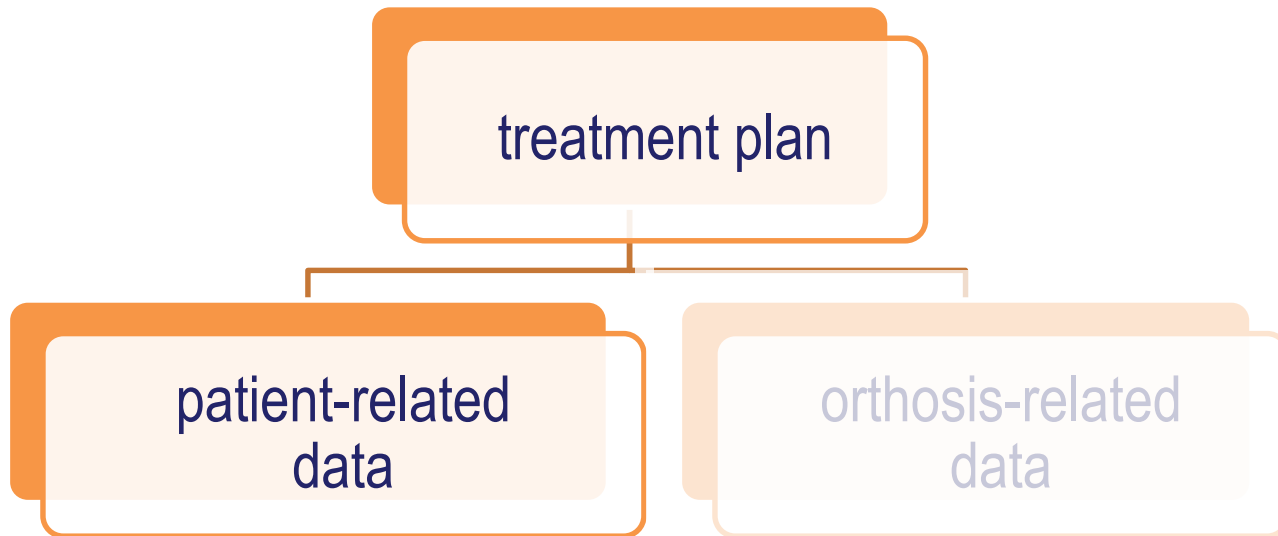 treatment plan
patient-related
data
orthosis-related
data